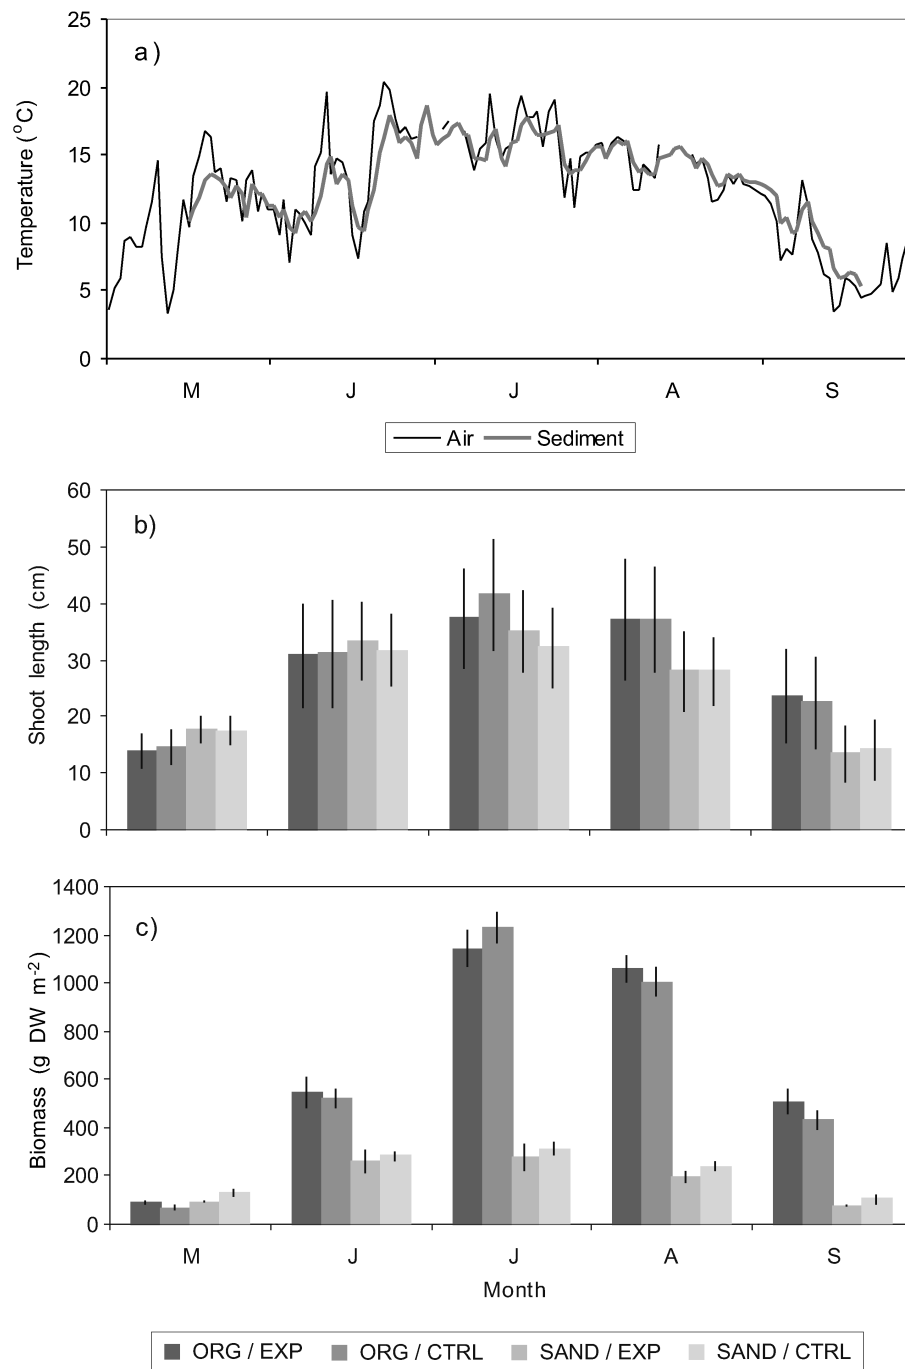 a)
Temperature (°C)
25
20
15
10
5
0
M J J A S
Air Sediment
b)
Shoot length (cm)
60
50
40
30
20
10
0
c)
Biomass (g DW m-2)
1400
1200
1000
800
600
400
200
0
M J J A S
Month
ORG / EXP ORG / CTRL SAND / EXP SAND / CTRL